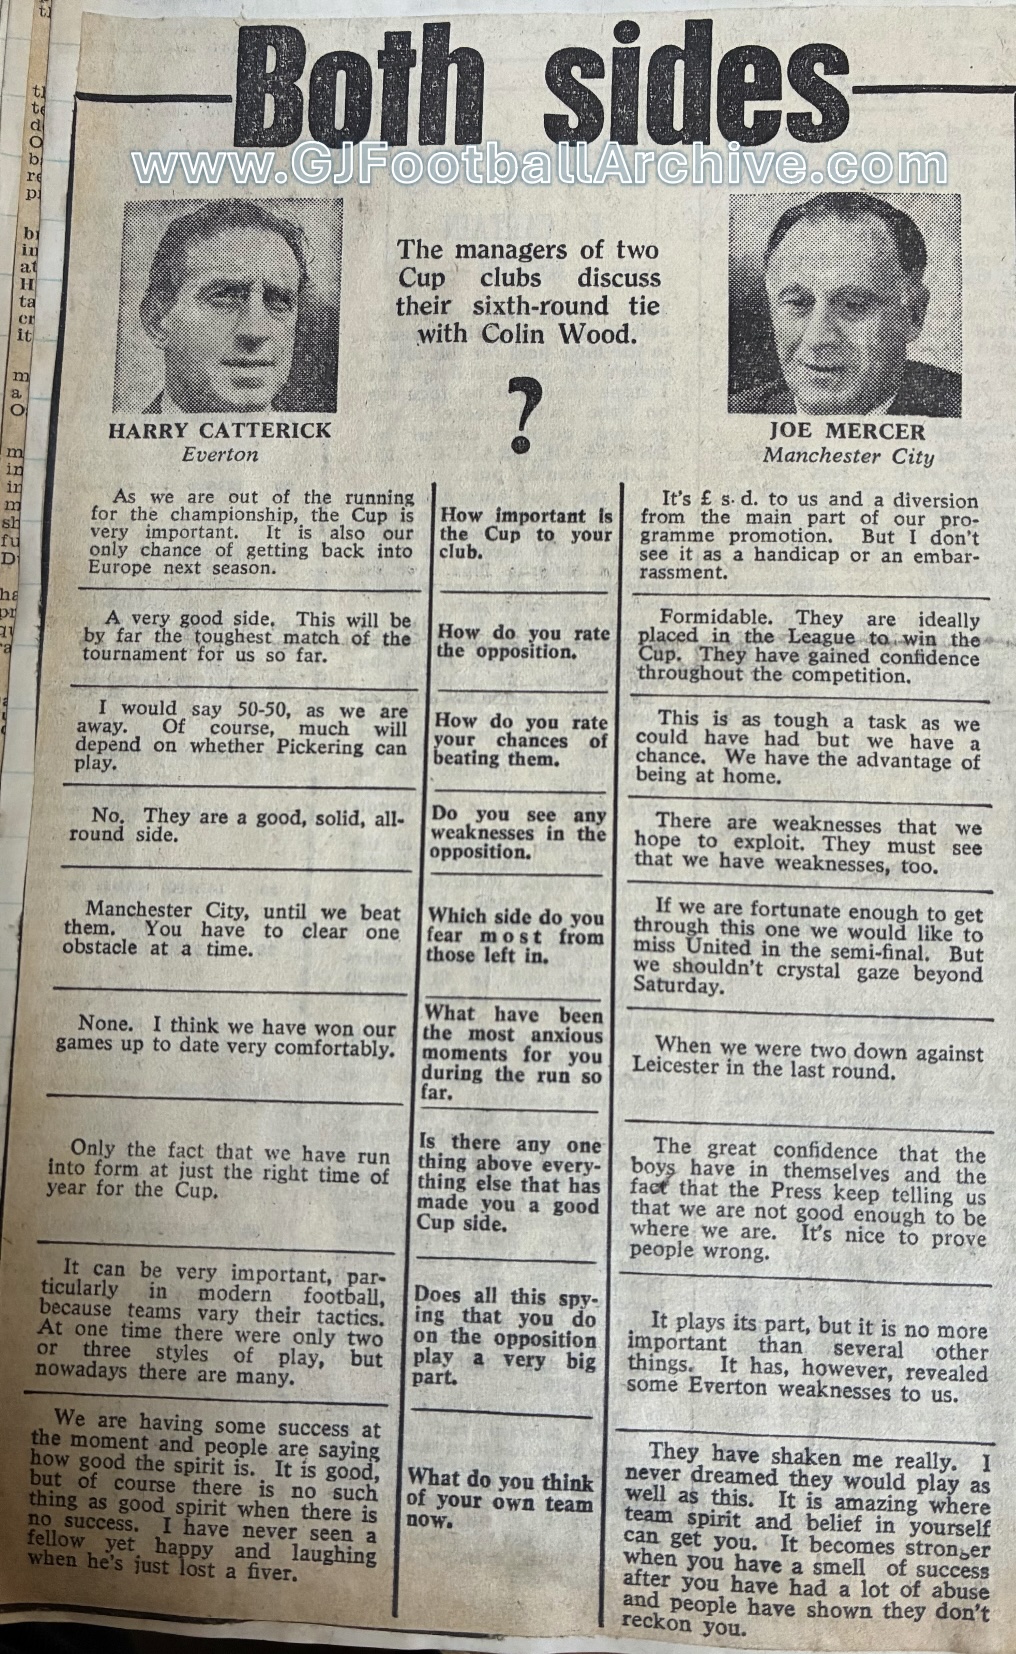 Both sides
www.GJFootballArchive.com
The managers of two
Cup clubs discuss
their sixth-round tie
with Colin Wood.
?
HARRY CATTERICK
Everton
JOE MERCER
Manchester City
As we are out of the running
for the championship, the Cup is
very important. It is also our
only chance of getting back into
Europe next season.
How important is
the Cup to your
club.
It's £ s. d. to us and a diversion
from the main part of our pro-
gramme promotion. But I don't
see it as a handicap or an embar-
rassment.
A very good side. This will be
by far the toughest match of the
tournament for us so far.
How do you rate
the opposition.
Formidable. They are ideally
placed in the League to win the
Cup. They have gained confidence
throughout the competition.
I would say 50-50, as we are
away. Of course, much will
depend on whether Pickering can
play.
How do you rate
your chances of
beating them.
This is as tough a task as we
could have had but we have a
chance. We have the advantage of
being at home.
No. They are a good, solid, all-
round side.
Do you see any
weaknesses in the
opposition.
There are weaknesses that we
hope to exploit. They must see
that we have weaknesses, too.
Manchester City, until we beat
them. You have to clear one
obstacle at a time.
Which side do you
fear most from
those left in.
If we are fortunate enough to get
through this one we would like to
miss United in the semi-final. But
we shouldn't crystal gaze beyond
Saturday.
None. I think we have won our
games up to date very comfortably.
What have been
the most anxious
moments for you
during the run so
far.
When we were two down against
Leicester in the last round.
Only the fact that we have run
into form at just the right time of
year for the Cup.
Is there any one
thing above every-
thing else that has
made you a good
Cup side.
The great confidence that the
boys have in themselves and the
fact that the Press keep telling us
that we are not good enough to be
where we are. It's nice to prove
people wrong.
It can be very important, par-
ticularly in modern football,
because teams vary their tactics.
At one time there were only two
or three styles of play, but
nowadays there are many.
Does all this spy-
ing that you do
on the opposition
play a very big
part.
It plays its part, but it is no more
important than several other
things. It has, however, revealed
some Everton weaknesses to us.
We are having some success at
the moment and people are saying
how good the spirit is. It is good,
but of course there is no such
thing as good spirit when there is
no success. I have never seen a
fellow yet happy and laughing
when he's just lost a fiver.
What do you think
of your own team
now.
They have shaken me really. I
never dreamed they would play as
well as this. It is amazing where
team spirit and belief in yourself
can get you. It becomes stronger
when you have a smell of success
after you have had a lot of abuse
and people have shown they don't
reckon you.